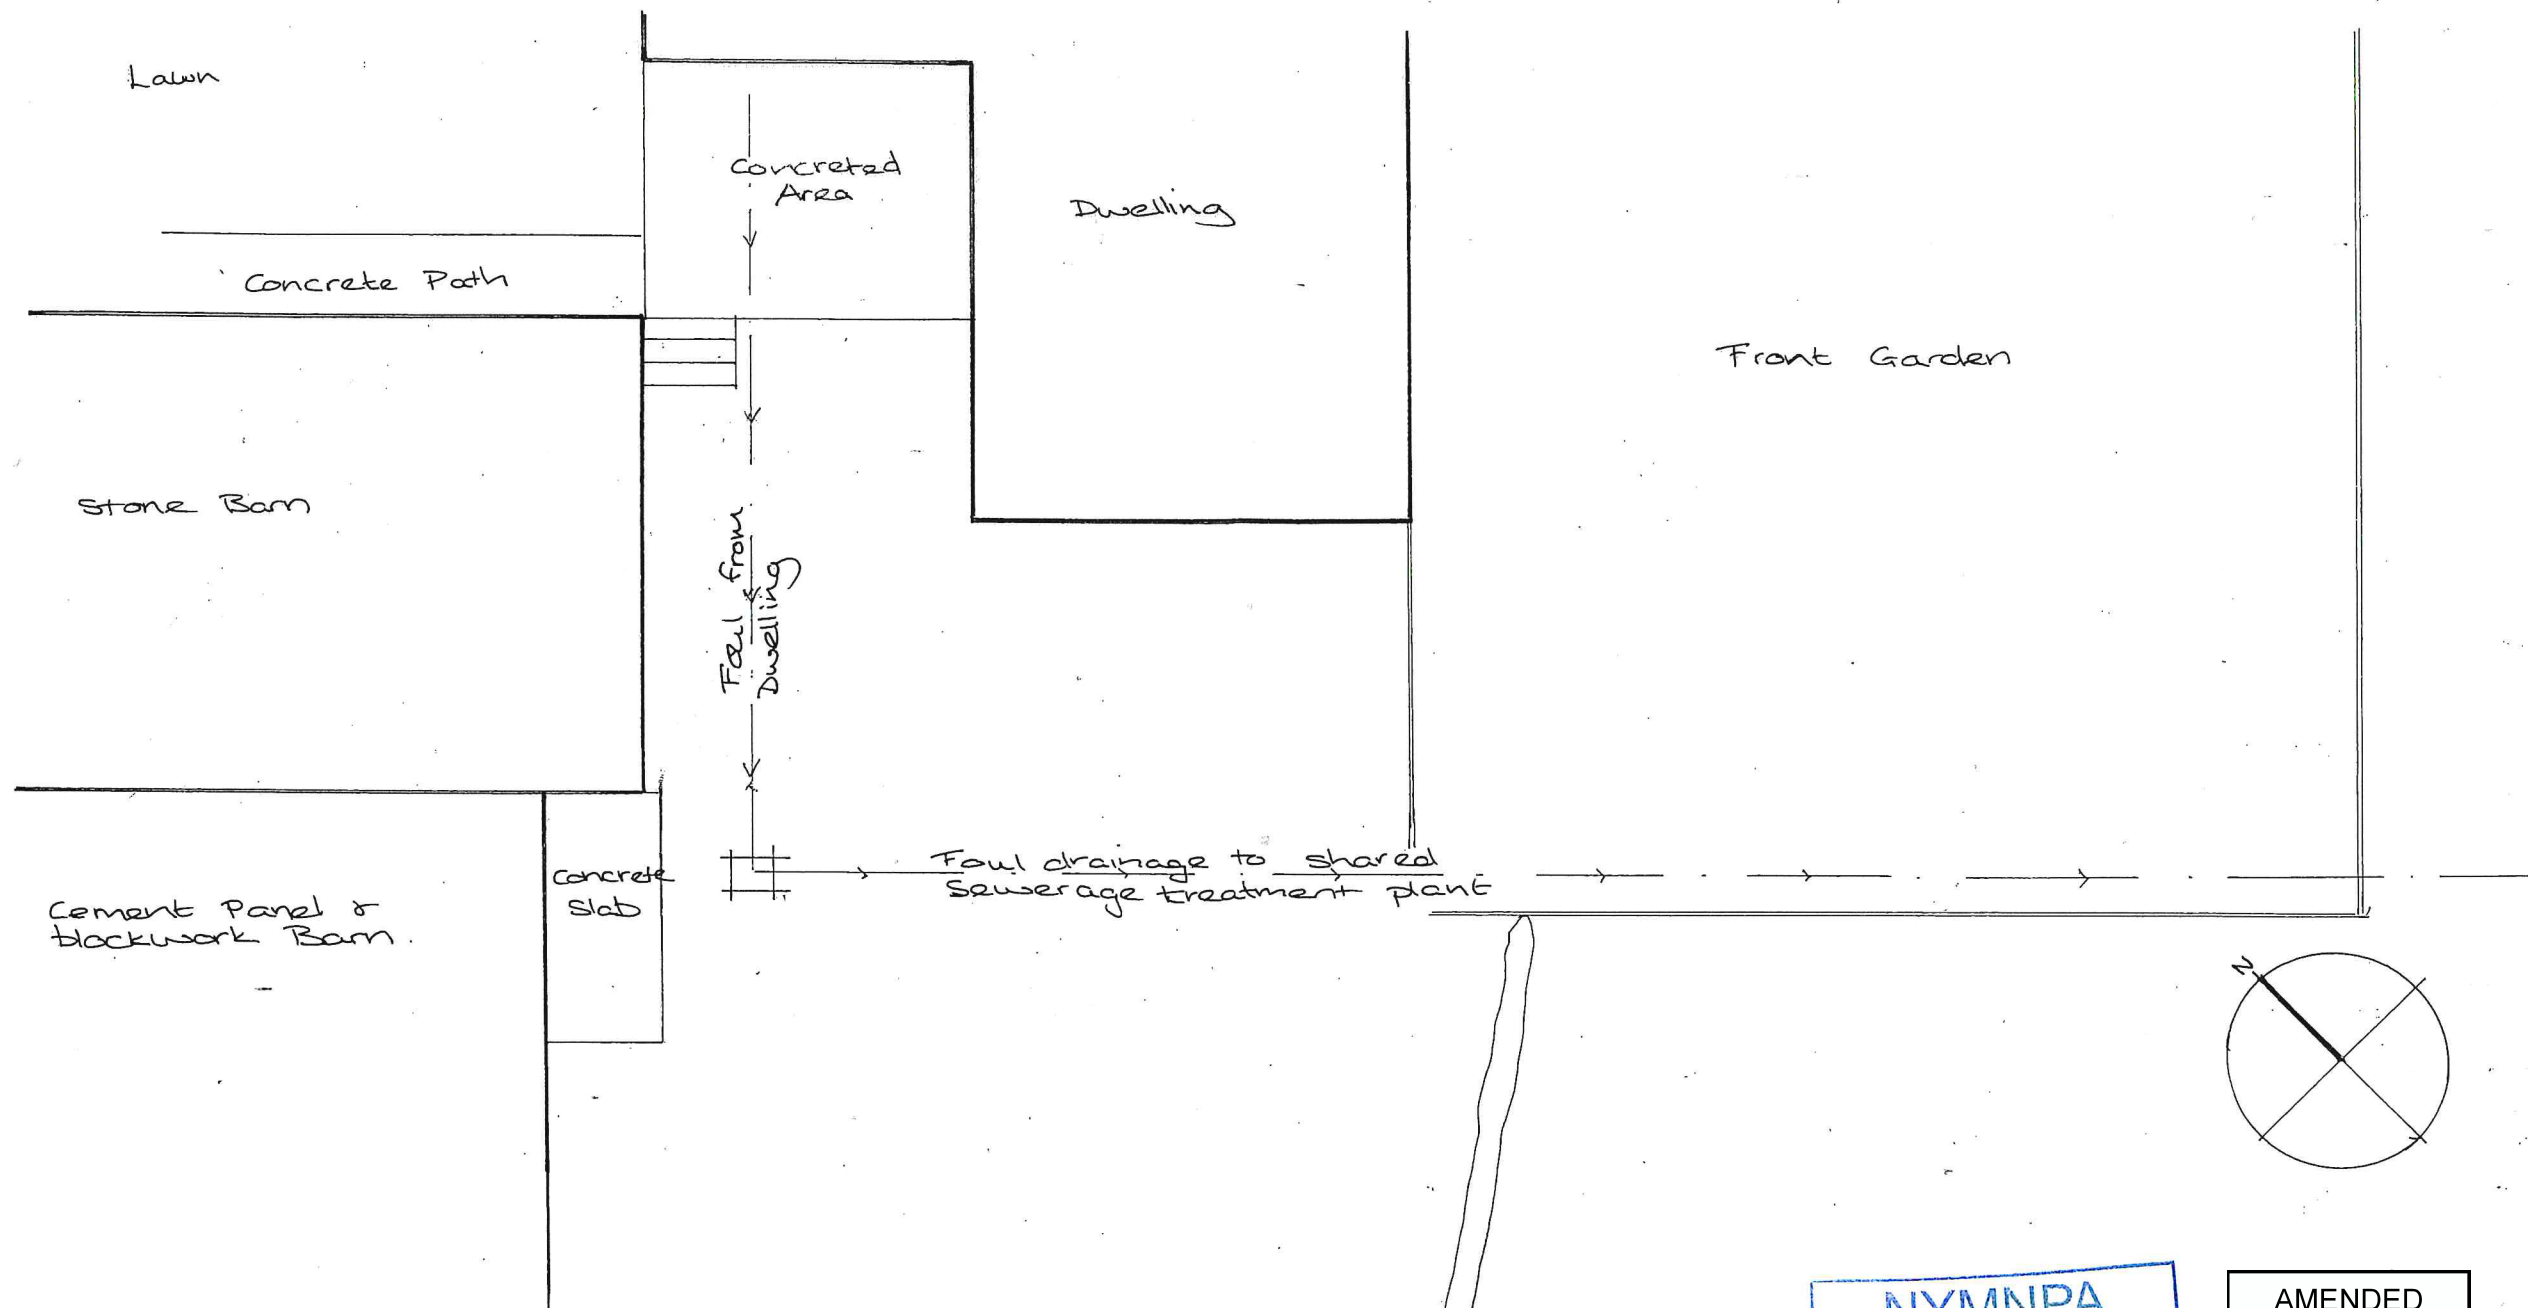 Lawn
Concreted
Area
Dwelling
Concrete Path
Front Garden
Stone Barn
Foul from
Dwelling
Foul drainage to shared
Sewerage treatment plant
Concrete
Slab
Cement Panel &
blockwork Barn.
N
NYMNPA
AMENDED